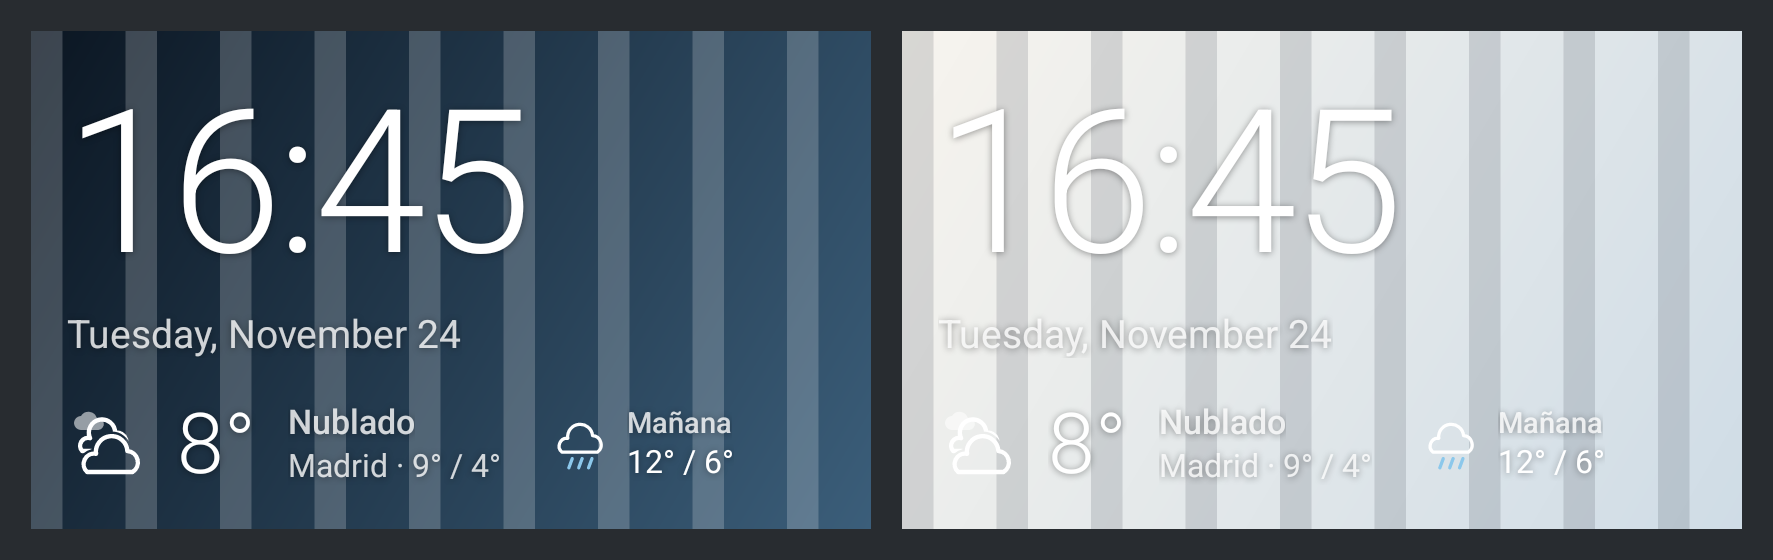 16:45
Tuesday, November 24
8°
Nublado
Madrid · 9° / 4°
Mañana
12° / 6°
16:45
Tuesday, November 24
8°
Nublado
Madrid · 9° / 4°
Mañana
12° / 6°